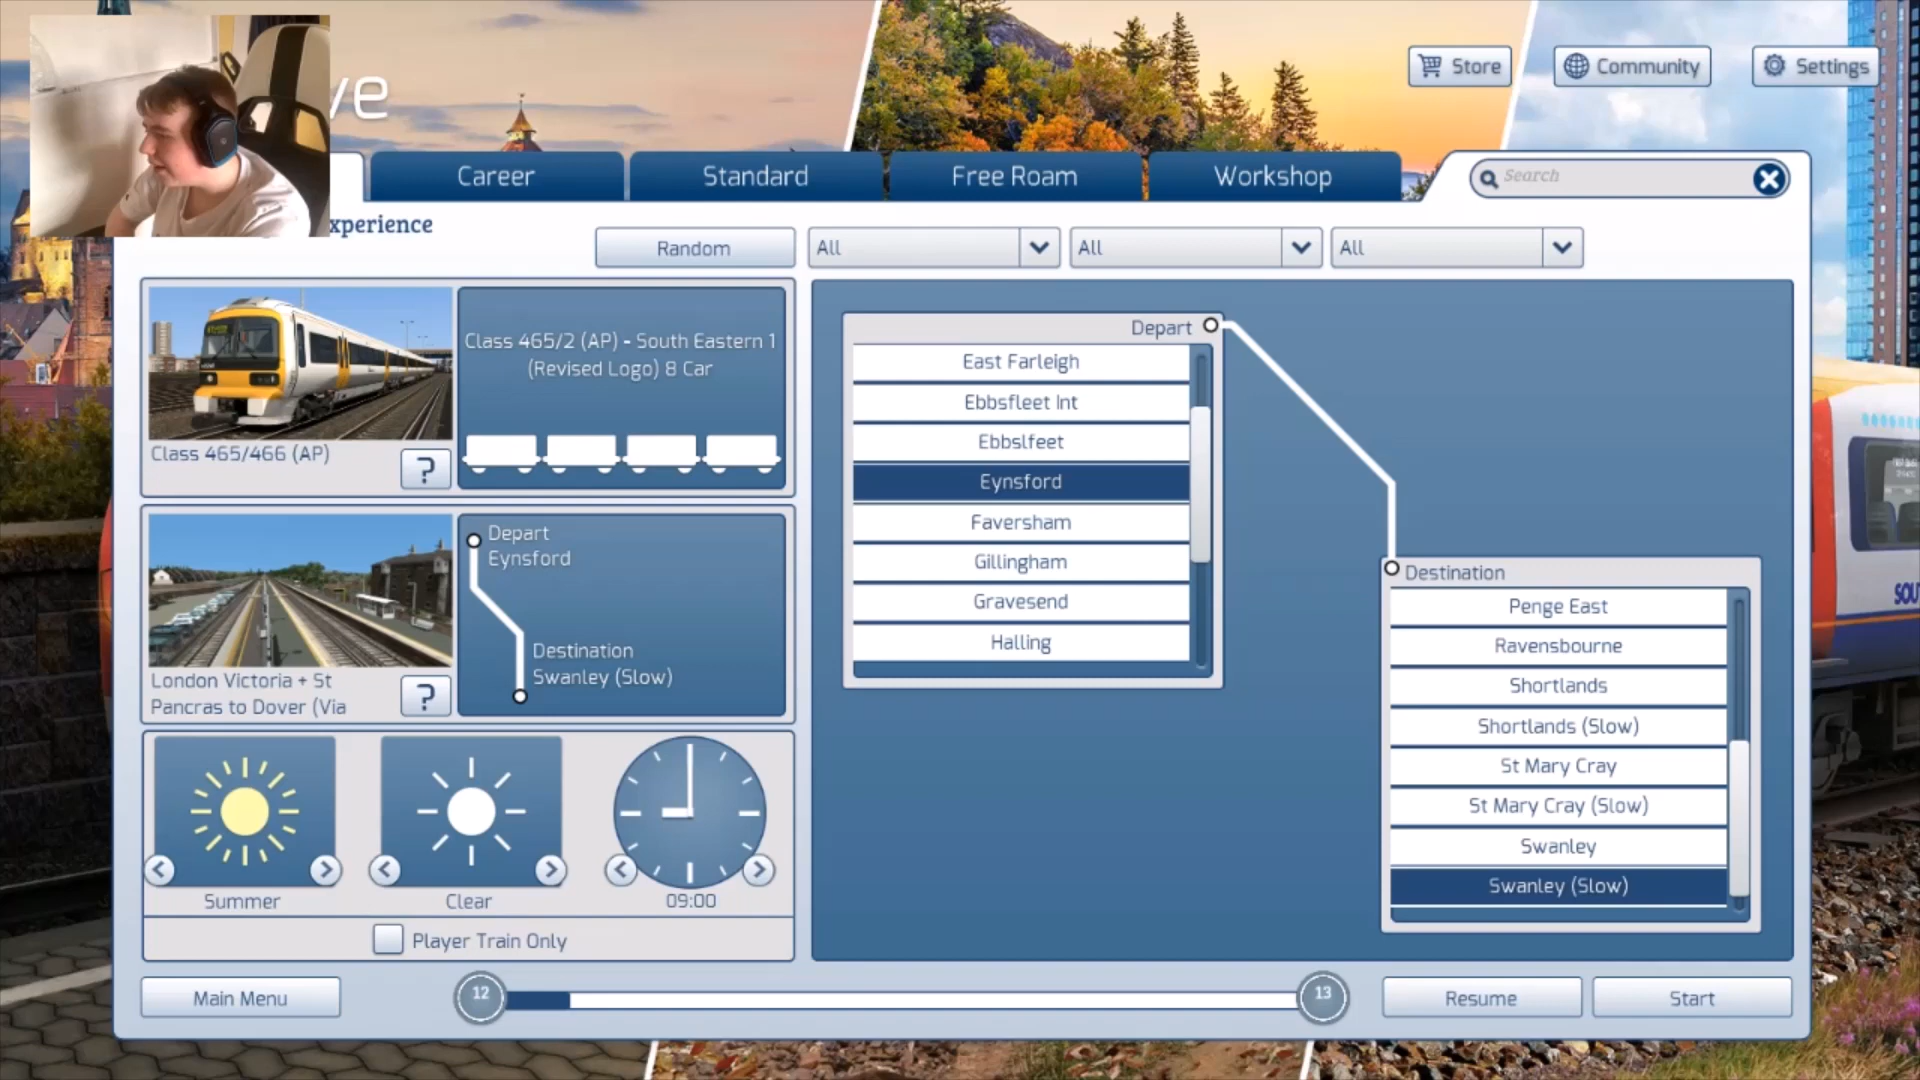 ve
Store
Community
Settings
Career
Standard
Free Roam
Workshop
Search
xperience
Random
All
All
All
Class 465/466 (AP)
?
Class 465/2 (AP) - South Eastern 1
(Revised Logo) 8 Car
London Victoria + St
Pancras to Dover (Via
?
Depart
Eynsford
Destination
Swanley (Slow)
Summer
Clear
09:00
Player Train Only
Depart
East Farleigh
Ebbsfleet Int
Ebbslfeet
Eynsford
Faversham
Gillingham
Gravesend
Halling
Destination
Penge East
Ravensbourne
Shortlands
Shortlands (Slow)
St Mary Cray
St Mary Cray (Slow)
Swanley
Swanley (Slow)
SOU
Main Menu
12
13
Resume
Start